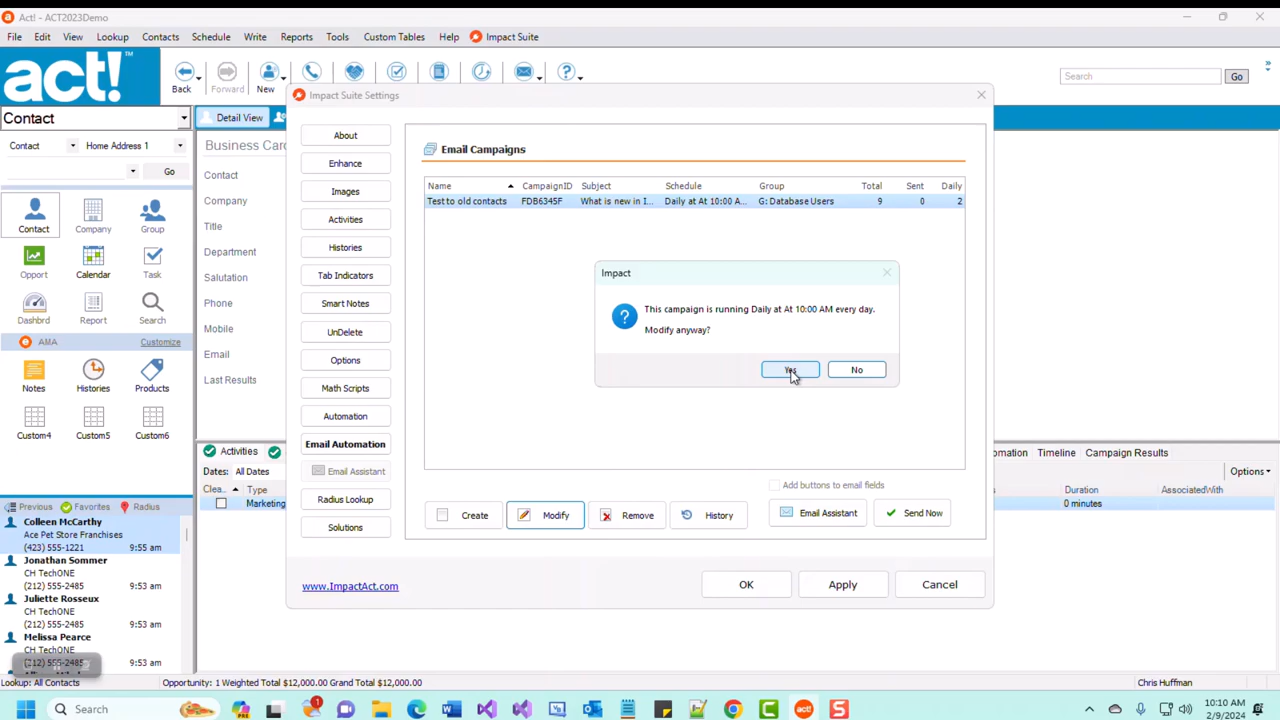 Act! - ACT2023Demo
File Edit View Lookup Contacts Schedule Write Reports Tools Custom Tables Help Impact Suite
act!™
Back Forward New
Search Go
Contact
Detail View
Contact Home Address 1
Go
Contact Company Group
Opport Calendar Task
Dashbrd Report Search
AMA Customize
Notes Histories Products
Custom4 Custom5 Custom6
Previous Favorites Radius
Colleen McCarthy
Ace Pet Store Franchises
(423) 555-1221 9:55 am
Jonathan Sommer
CH TechONE
(212) 555-2485 9:53 am
Juliette Rosseux
CH TechONE
(212) 555-2485 9:53 am
Melissa Pearce
CH TechONE
(212) 555-2485 9:53 am
Lookup: All Contacts
Business Card
Contact
Company
Title
Department
Salutation
Phone
Mobile
Email
Last Results
Activities
Dates: All Dates
Clea... Type
Marketing
Impact Suite Settings
About
Enhance
Images
Activities
Histories
Tab Indicators
Smart Notes
UnDelete
Options
Math Scripts
Automation
Email Automation
Email Assistant
Radius Lookup
Solutions
www.ImpactAct.com
Email Campaigns
Name CampaignID Subject Schedule Group Total Sent Daily
Test to old contacts FDB6345F What is new in I... Daily at At 10:00 A... G: Database Users 9 0 2
Impact
This campaign is running Daily at At 10:00 AM every day.
Modify anyway?
Yes No
Add buttons to email fields
Create Modify Remove History Email Assistant Send Now
OK Apply Cancel
Timeline Campaign Results
Options
Duration Associated With
0 minutes
Opportunity: 1 Weighted Total $12,000.00 Grand Total $12,000.00
Chris Huffman
Search
PRE
1
10:10 AM
2/9/2024